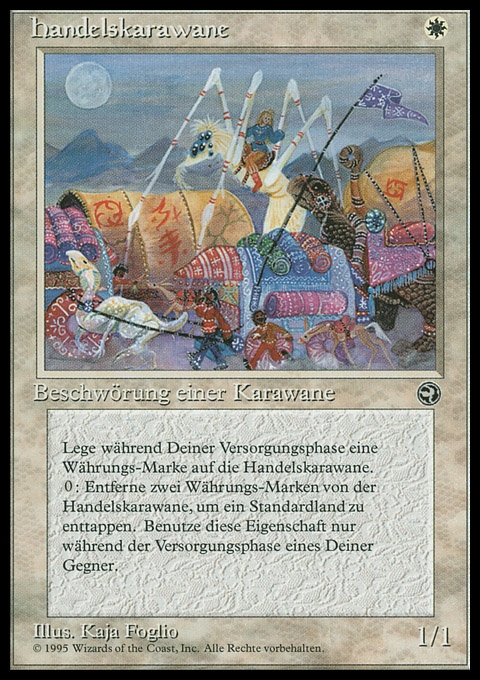 Handelskarawane
Beschwörung einer Karawane
Lege während Deiner Versorgungsphase eine
Währungs-Marke auf die Handelskarawane.
0: Entferne zwei Währungs-Marken von der
Handelskarawane, um ein Standardland zu
enttappen. Benutze diese Eigenschaft nur
während der Versorgungsphase eines Deiner
Gegner.
Illus. Kaja Foglio
1/1
© 1995 Wizards of the Coast, Inc. Alle Rechte vorbehalten.